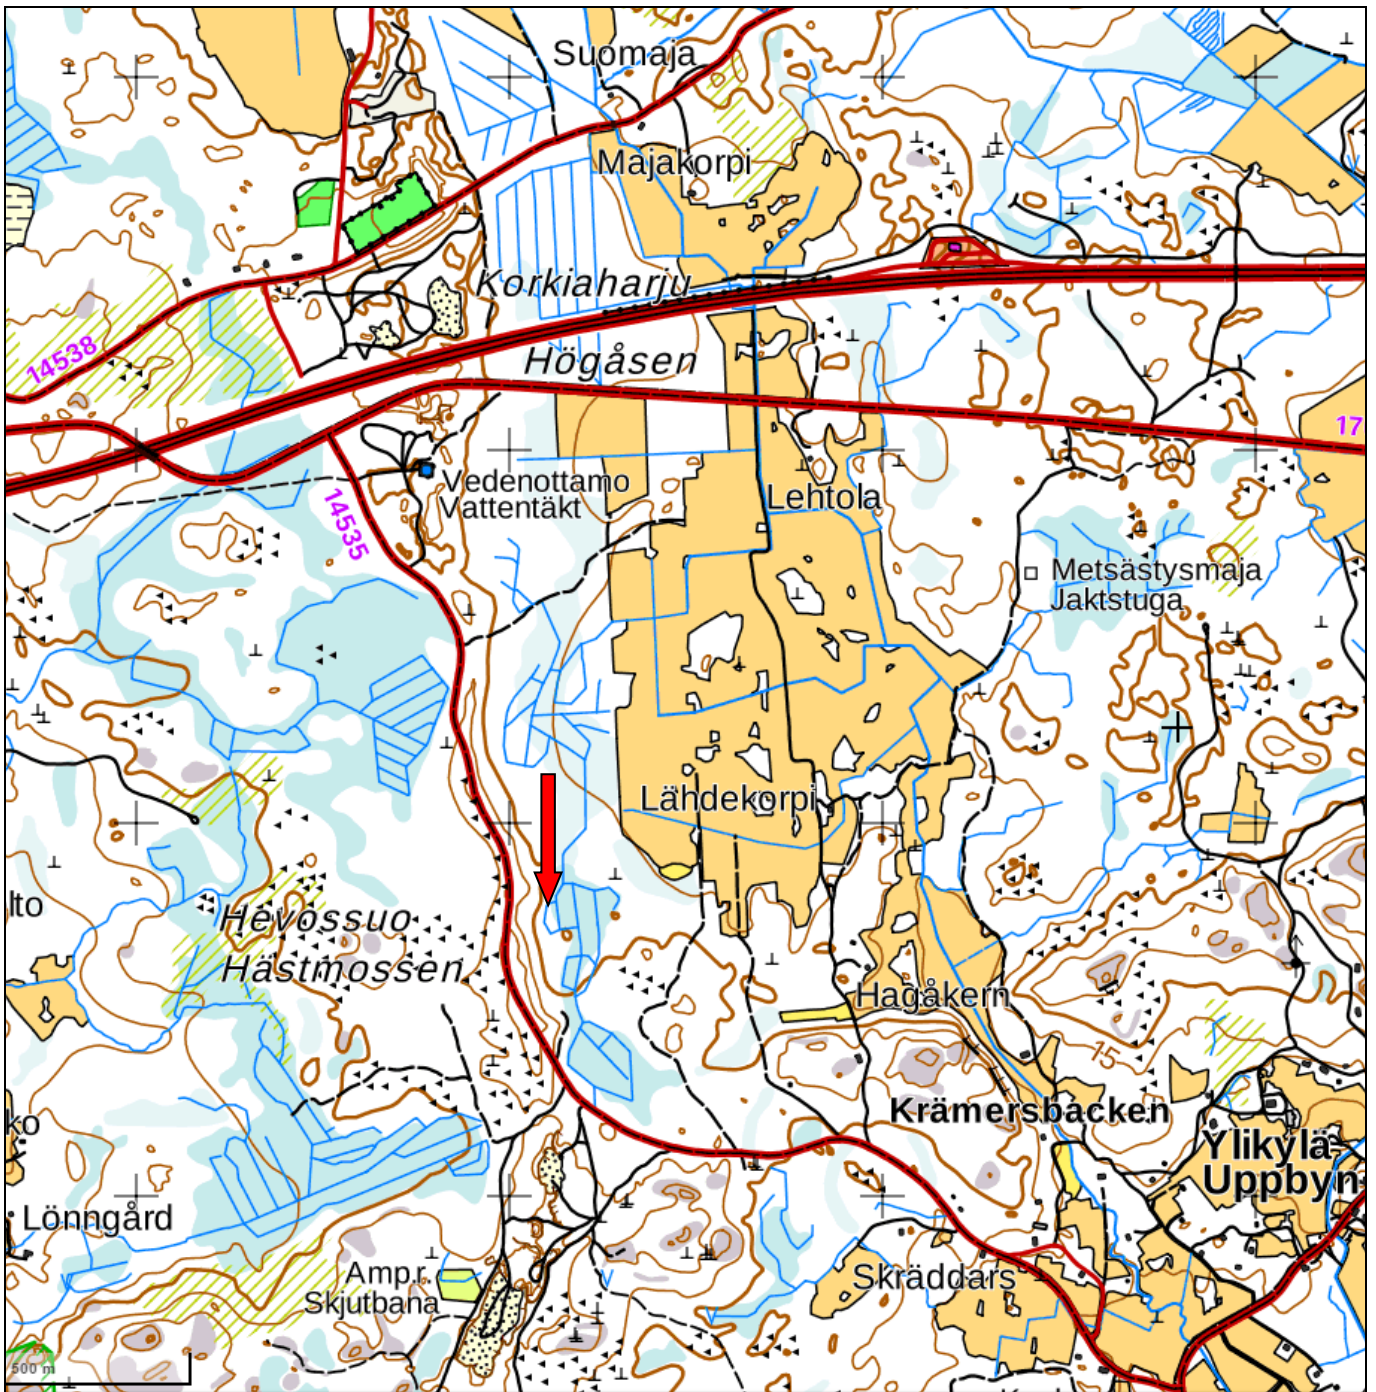 Suomaja
Majakorpi
Korkiaharju
14538
Högåsen
17
Vedenottamo
Vattentäkt
14535
Lehtola
Metsästysmaja
Jaktstuga
Lähdekorpi
lto
Hevossuo
Hästmossen
Hagåkern
15
Krämersbacken
ko
Ylikylä
Uppbyn
Lönngård
Amp.r.
Skjutbana
Skräddars
500 m